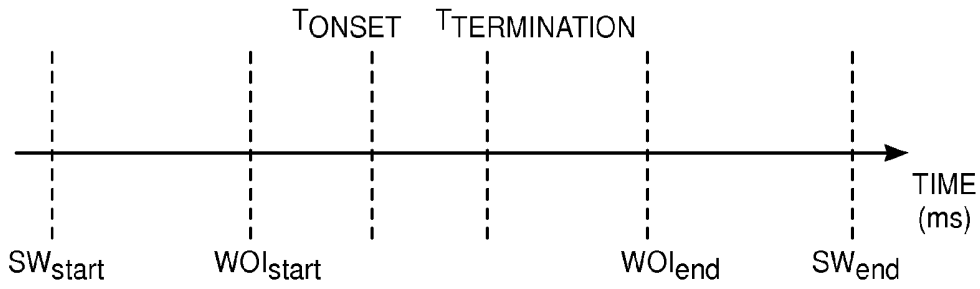 TONSET TTERMINATION
TIME
(ms)
SWstart WOIstart WOIend SWend